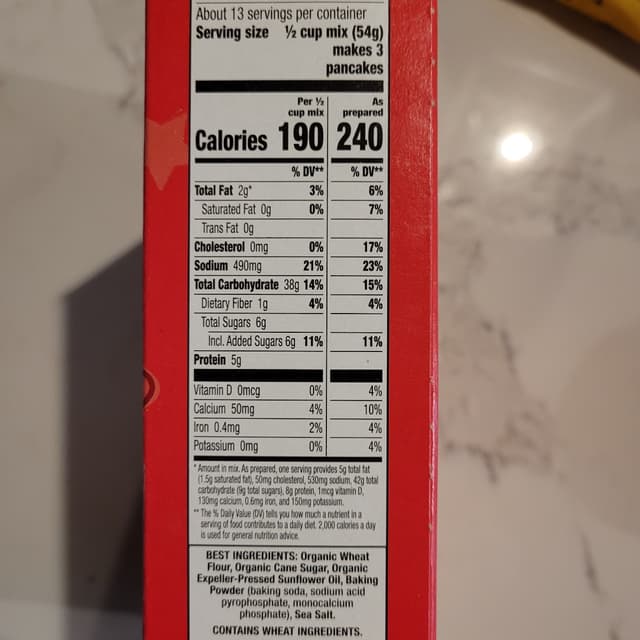 About 13 servings per container
Serving size ½ cup mix (54g)
makes 3
pancakes
Per ½ As
cup mix prepared
Calories 190 240
% DV** % DV**
Total Fat 2g* 3% 6%
Saturated Fat 0g 0% 7%
Trans Fat 0g
Cholesterol 0mg 0% 17%
Sodium 490mg 21% 23%
Total Carbohydrate 38g 14% 15%
Dietary Fiber 1g 4% 4%
Total Sugars 6g
Incl. Added Sugars 6g 11% 11%
Protein 5g
Vitamin D 0mcg 0% 4%
Calcium 50mg 4% 10%
Iron 0.4mg 2% 4%
Potassium 0mg 0% 4%
* Amount in mix. As prepared, one serving provides 5g total fat
(1.5g saturated fat), 50mg cholesterol, 530mg sodium, 42g total
carbohydrate (9g total sugars), 8g protein, 1mcg vitamin D,
130mg calcium, 0.6mg iron, and 150mg potassium.
** The % Daily Value (DV) tells you how much a nutrient in a
serving of food contributes to a daily diet. 2,000 calories a day
is used for general nutrition advice.
BEST INGREDIENTS: Organic Wheat
Flour, Organic Cane Sugar, Organic
Expeller-Pressed Sunflower Oil, Baking
Powder (baking soda, sodium acid
pyrophosphate, monocalcium
phosphate), Sea Salt.
CONTAINS WHEAT INGREDIENTS.